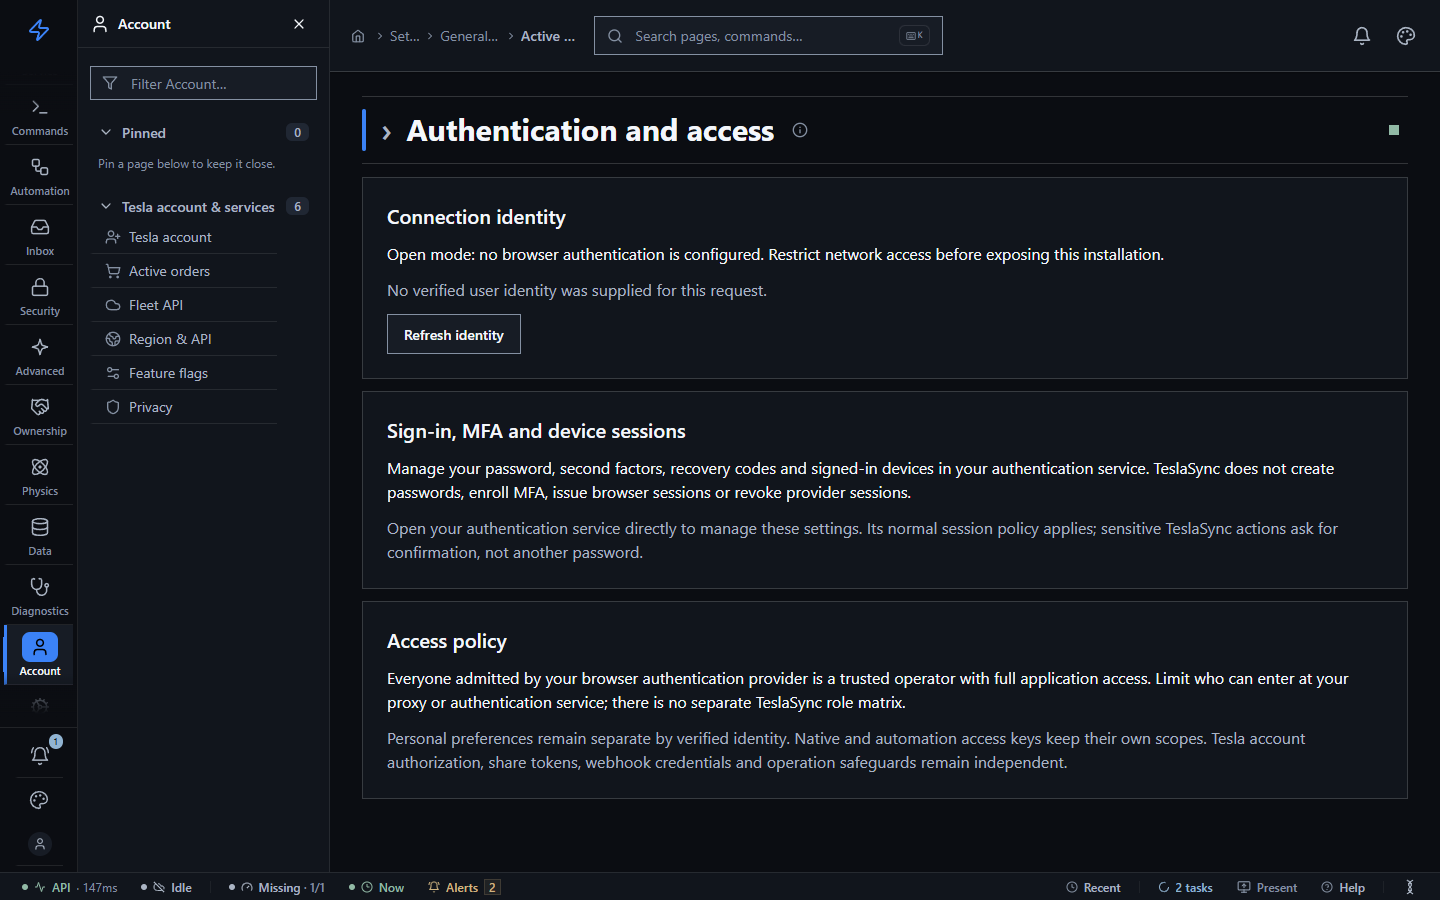 Account
Set...
General...
Active ...
Search pages, commands...
K
Filter Account...
Commands
Automation
Inbox
Security
Advanced
Ownership
Physics
Data
Diagnostics
Account
1
Pinned
0
Pin a page below to keep it close.
Tesla account & services
6
Tesla account
Active orders
Fleet API
Region & API
Feature flags
Privacy
Authentication and access
Connection identity
Open mode: no browser authentication is configured. Restrict network access before exposing this installation.
No verified user identity was supplied for this request.
Refresh identity
Sign-in, MFA and device sessions
Manage your password, second factors, recovery codes and signed-in devices in your authentication service. TeslaSync does not create
passwords, enroll MFA, issue browser sessions or revoke provider sessions.
Open your authentication service directly to manage these settings. Its normal session policy applies; sensitive TeslaSync actions ask for
confirmation, not another password.
Access policy
Everyone admitted by your browser authentication provider is a trusted operator with full application access. Limit who can enter at your
proxy or authentication service; there is no separate TeslaSync role matrix.
Personal preferences remain separate by verified identity. Native and automation access keys keep their own scopes. Tesla account
authorization, share tokens, webhook credentials and operation safeguards remain independent.
API · 147ms
Idle
Missing · 1/1
Now
Alerts 2
Recent
2 tasks
Present
Help